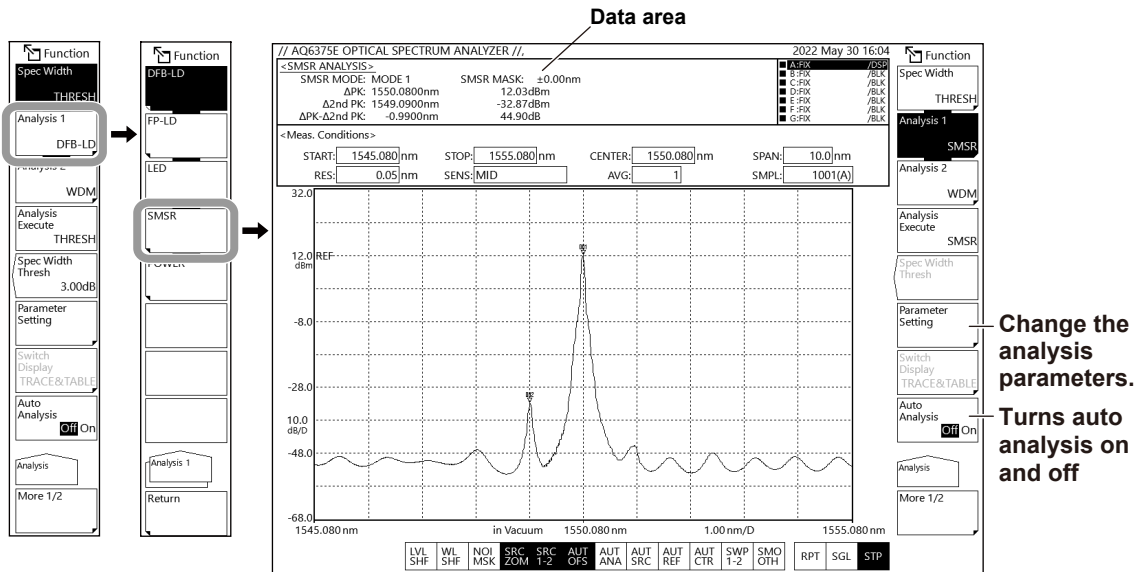 Data area
Function
Spec Width
THRESH
Analysis 1
DFB-LD
WDM
Analysis
Execute
THRESH
Spec Width
Thresh
3.00dB
Parameter
Setting
Switch
Display
TRACE&TABLE
Auto
Analysis
Off On
Analysis
More 1/2
Function
DFB-LD
FP-LD
LED
SMSR
POWER
Analysis 1
Return
// AQ6375E OPTICAL SPECTRUM ANALYZER //, 2022 May 30 16:04
<SMSR ANALYSIS>
SMSR MODE: MODE 1 SMSR MASK: ±0.00nm
ΔPK: 1550.0800nm 12.03dBm
Δ2nd PK: 1549.0900nm -32.87dBm
ΔPK-Δ2nd PK: -0.9900nm 44.90dB
A:FIX /DSP
B:FIX /BLK
C:FIX /BLK
D:FIX /BLK
E:FIX /BLK
F:FIX /BLK
G:FIX /BLK
<Meas. Conditions>
START: 1545.080 nm STOP: 1555.080 nm CENTER: 1550.080 nm SPAN: 10.0 nm
RES: 0.05 nm SENS: MID AVG: 1 SMPL: 1001(A)
32.0
12.0 REF
dBm
-8.0
-28.0
10.0
dB/D
-48.0
-68.0
1545.080nm in Vacuum 1550.080nm 1.00nm/D 1555.080nm
LVL SHF WL SHF NOI MSK SRC ZOM SRC 1-2 AUT OFS AUT ANA AUT SRC AUT REF AUT CTR SWP 1-2 SMO OTH RPT SGL STP
Function
Spec Width
THRESH
Analysis 1
SMSR
Analysis 2
WDM
Analysis
Execute
SMSR
Spec Width
Thresh
Parameter
Setting
Switch
Display
TRACE&TABLE
Auto
Analysis
Off On
Analysis
More 1/2
Change the
analysis
parameters.
Turns auto
analysis on
and off